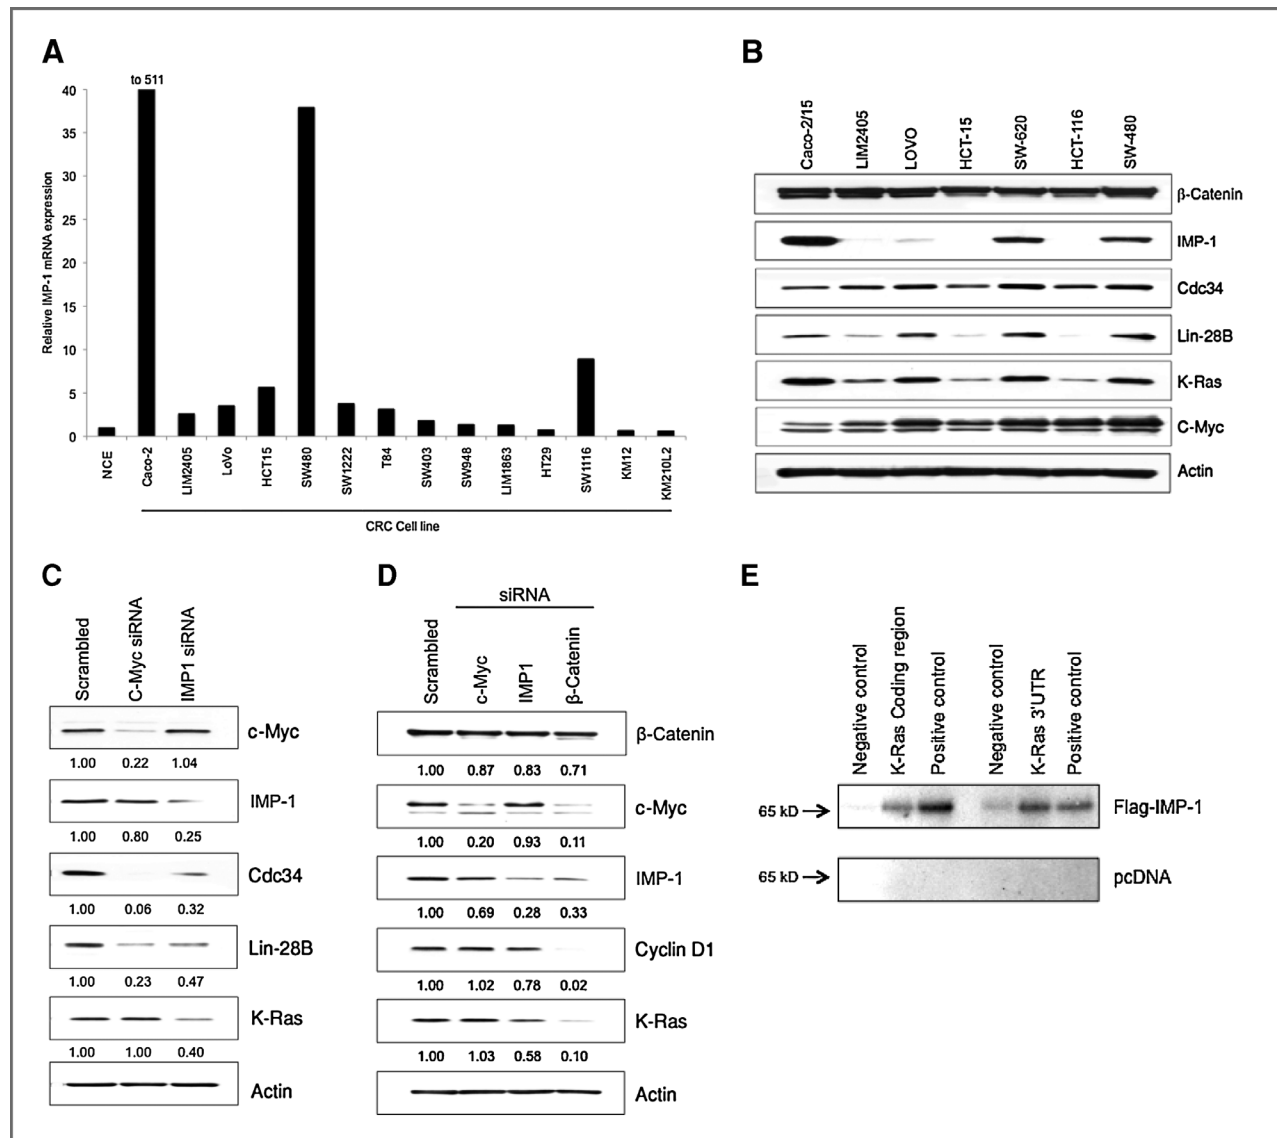 A
to 511
40
35
30
25
20
15
10
5
0
Relative IMP-1 mRNA expression
NCE
Caco-2
LIM2405
LoVo
HCT15
SW480
SW1222
T84
SW403
SW948
LIM1863
HT29
SW1116
KM12
KM210L2
CRC Cell line
B
Caco-2/15
LIM2405
LOVO
HCT-15
SW-620
HCT-116
SW-480
β-Catenin
IMP-1
Cdc34
Lin-28B
K-Ras
C-Myc
Actin
C
Scrambled
C-Myc siRNA
IMP1 siRNA
c-Myc
1.00 0.22 1.04
IMP-1
1.00 0.80 0.25
Cdc34
1.00 0.06 0.32
Lin-28B
1.00 0.23 0.47
K-Ras
1.00 1.00 0.40
Actin
D
siRNA
Scrambled
c-Myc
IMP1
β-Catenin
β-Catenin
1.00 0.87 0.83 0.71
c-Myc
1.00 0.20 0.93 0.11
IMP-1
1.00 0.69 0.28 0.33
Cyclin D1
1.00 1.02 0.78 0.02
K-Ras
1.00 1.03 0.58 0.10
Actin
E
Negative control
K-Ras Coding region
Positive control
Negative control
K-Ras 3'UTR
Positive control
65 kD → Flag-IMP-1
65 kD → pcDNA